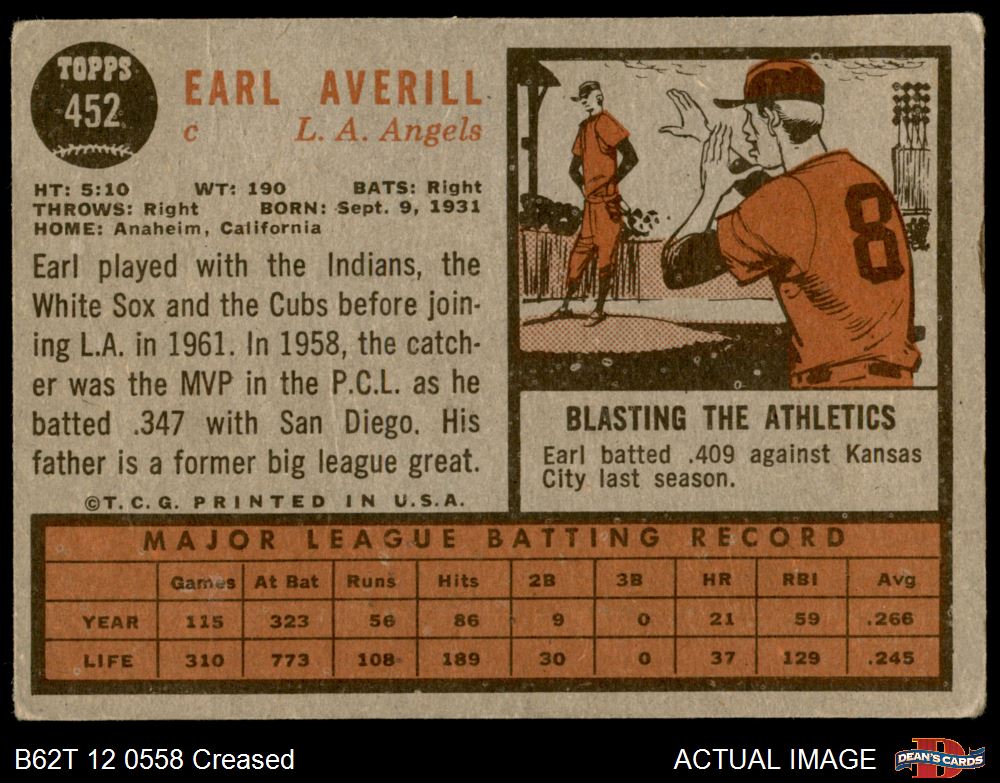 TOPPS
452
EARL AVERILL
c L. A. Angels
HT: 5:10 WT: 190 BATS: Right
THROWS: Right BORN: Sept. 9, 1931
HOME: Anaheim, California
Earl played with the Indians, the
White Sox and the Cubs before join-
ing L.A. in 1961. In 1958, the catch-
er was the MVP in the P.C.L. as he
batted .347 with San Diego. His
father is a former big league great.
©T.C.G. PRINTED IN U.S.A.
8
BLASTING THE ATHLETICS
Earl batted .409 against Kansas
City last season.
MAJOR LEAGUE BATTING RECORD
Games At Bat Runs Hits 2B 3B HR RBI Avg
YEAR 115 323 56 86 9 0 21 59 .266
LIFE 310 773 108 189 30 0 37 129 .245
B62T 12 0558 Creased
ACTUAL IMAGE
D
DEAN'S CARDS